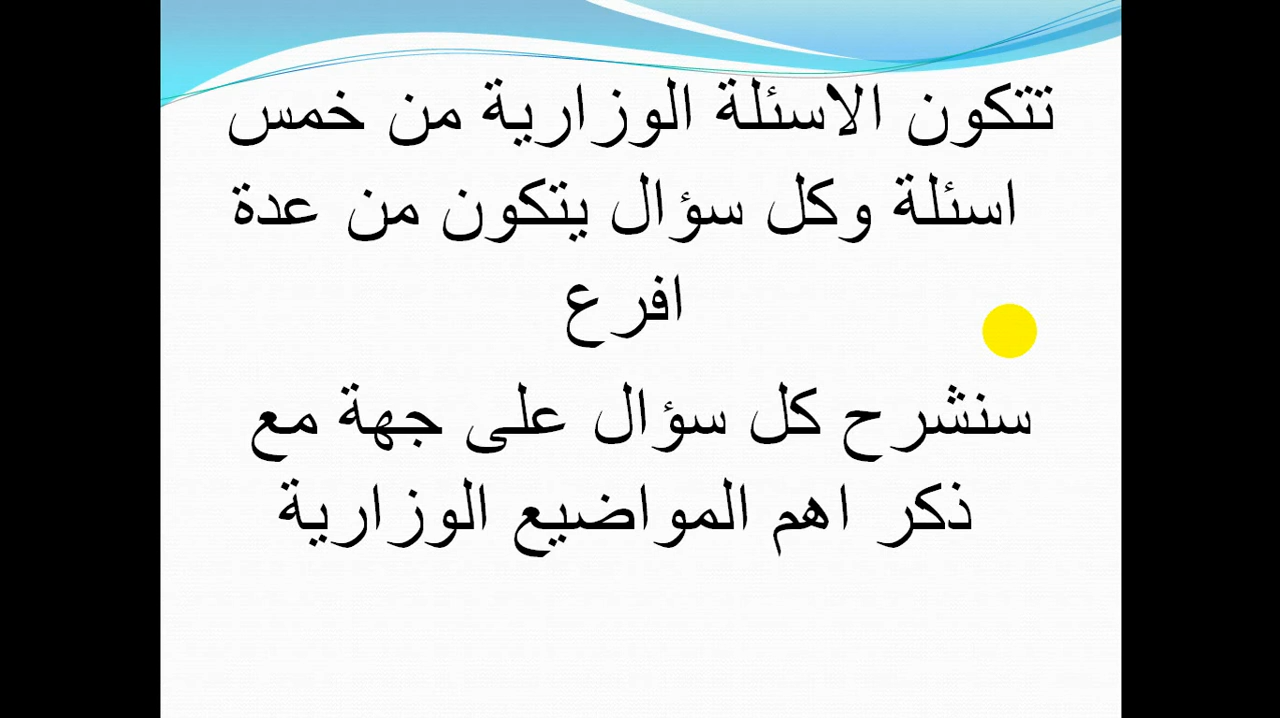 تتكون الاسئلة الوزارية من خمس
اسئلة وكل سؤال يتكون من عدة
افرع
سنشرح كل سؤال على جهة مع
ذكر اهم المواضيع الوزارية